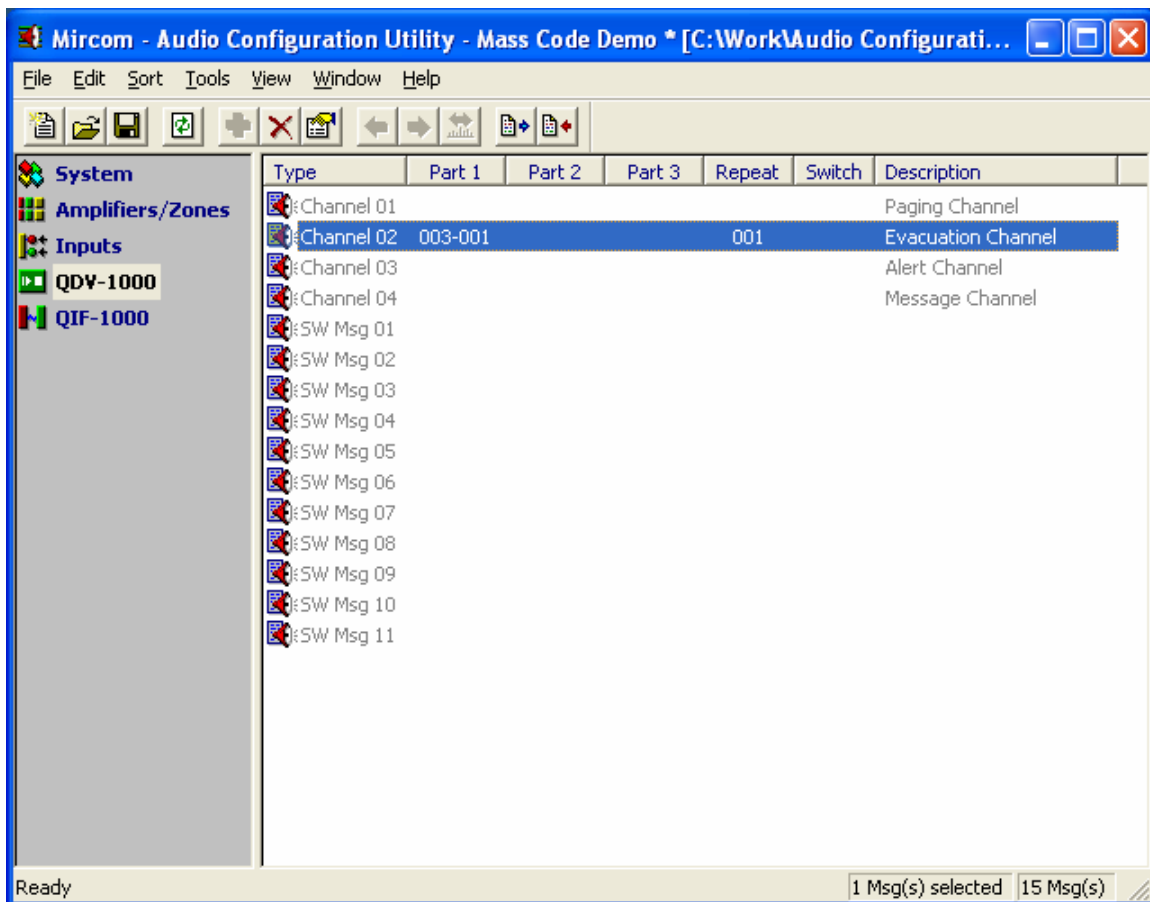 Mircom - Audio Configuration Utility - Mass Code Demo * [C:\Work\Audio Configurati...
File Edit Sort Tools View Window Help
System
Amplifiers/Zones
Inputs
QDV-1000
QIF-1000
Type Part 1 Part 2 Part 3 Repeat Switch Description
Channel 01 Paging Channel
Channel 02 003-001 001 Evacuation Channel
Channel 03 Alert Channel
Channel 04 Message Channel
SW Msg 01
SW Msg 02
SW Msg 03
SW Msg 04
SW Msg 05
SW Msg 06
SW Msg 07
SW Msg 08
SW Msg 09
SW Msg 10
SW Msg 11
Ready 1 Msg(s) selected 15 Msg(s)